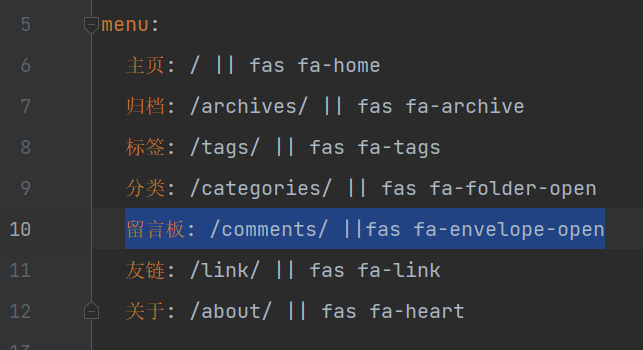 5 menu:
6 主页: / || fas fa-home
7 归档: /archives/ || fas fa-archive
8 标签: /tags/ || fas fa-tags
9 分类: /categories/ || fas fa-folder-open
10 留言板: /comments/ ||fas fa-envelope-open
11 友链: /link/ || fas fa-link
12 关于: /about/ || fas fa-heart
13